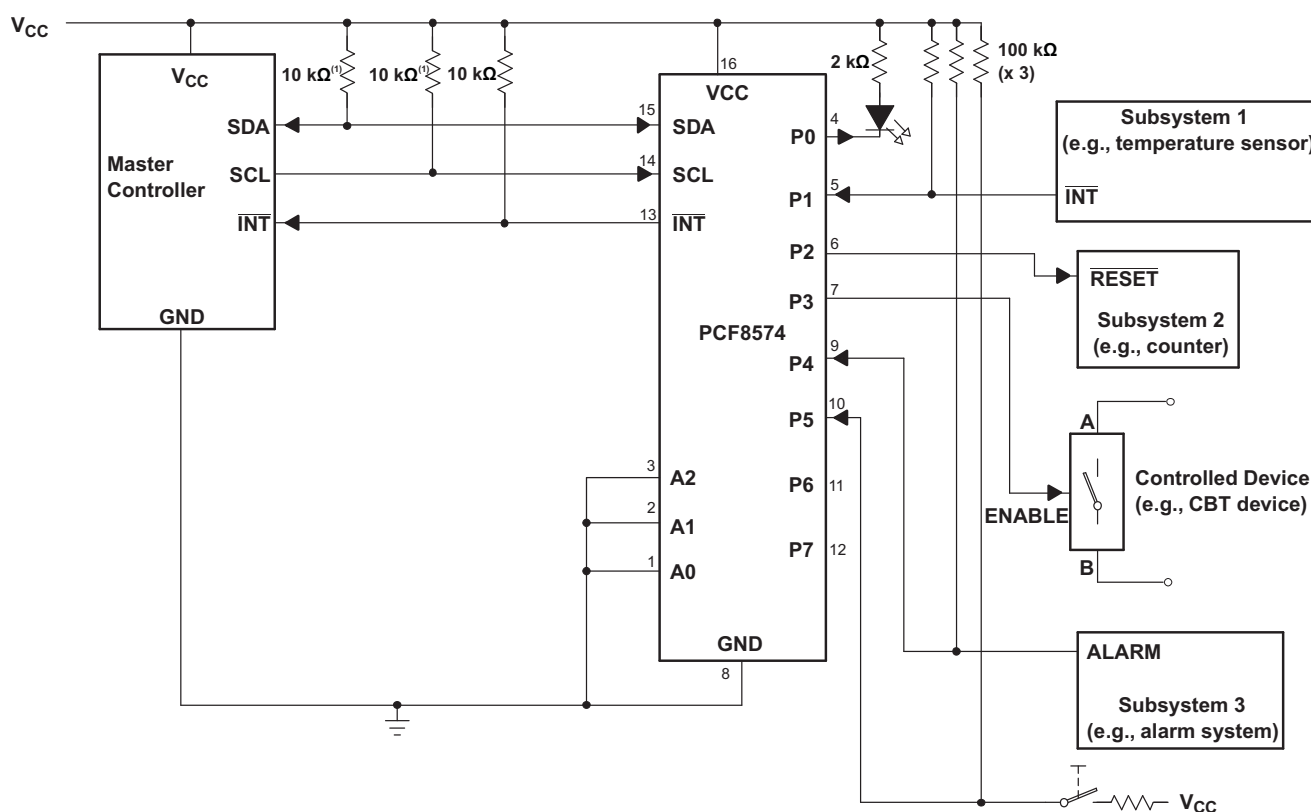 VCC
VCC
10 kΩ(1)
10 kΩ(1)
10 kΩ
SDA
SCL
INT
Master
Controller
GND
16
VCC
15
SDA
14
SCL
13
INT
PCF8574
3
A2
2
A1
1
A0
GND
8
P0
4
P1
5
P2
6
P3
7
P4
9
P5
10
P6
11
P7
12
2 kΩ
100 kΩ
(x 3)
Subsystem 1
(e.g., temperature sensor)
INT
RESET
Subsystem 2
(e.g., counter)
A
ENABLE
B
Controlled Device
(e.g., CBT device)
ALARM
Subsystem 3
(e.g., alarm system)
VCC